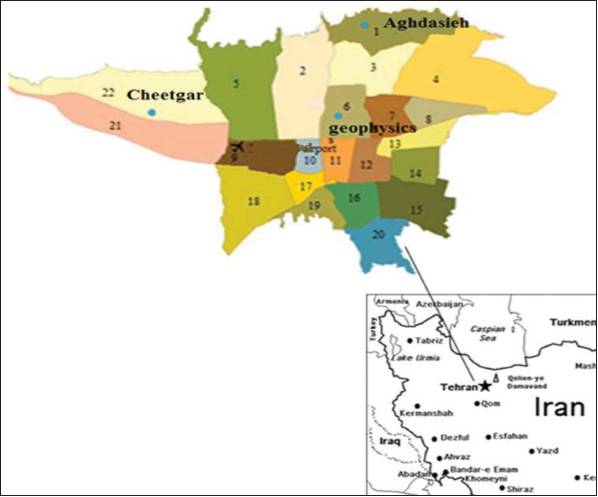 Aghdasieh
1
2
3
4
5
22
Cheetgar
6
7
8
geophysics
21
13
9
10
11
12
14
17
18
16
15
19
20
Armenia
Azerbaijan
Turkey
Caspian
Sea
Turkmen
Tabriz
Lake Urmia
Mash
Tehran
Qolleh-ye
Damavand
Qom
Kermanshah
Iran
Iraq
Dezful
Esfahan
Yazd
Ahvaz
Bandar-e Emam
Khomeyni
Abadan
Shiraz
Ke